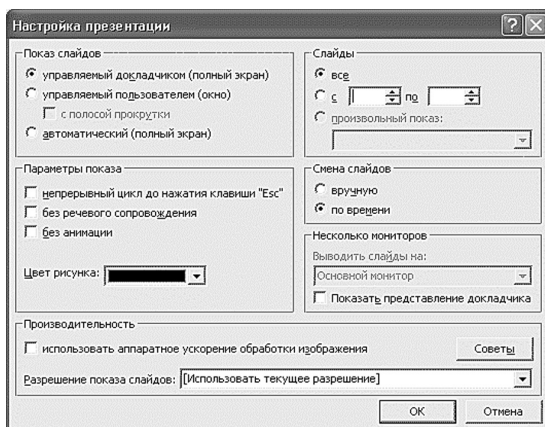 Настройка презентации
Показ слайдов
управляемый докладчиком (полный экран)
управляемый пользователем (окно)
с полосой прокрутки
автоматический (полный экран)
Слайды
все
с по
произвольный показ:
Параметры показа
непрерывный цикл до нажатия клавиши "Esc"
без речевого сопровождения
без анимации
Цвет рисунка:
Смена слайдов
вручную
по времени
Несколько мониторов
Выводить слайды на:
Основной монитор
Показать представление докладчика
Производительность
использовать аппаратное ускорение обработки изображения
Советы
Разрешение показа слайдов: [Использовать текущее разрешение]
ОК Отмена